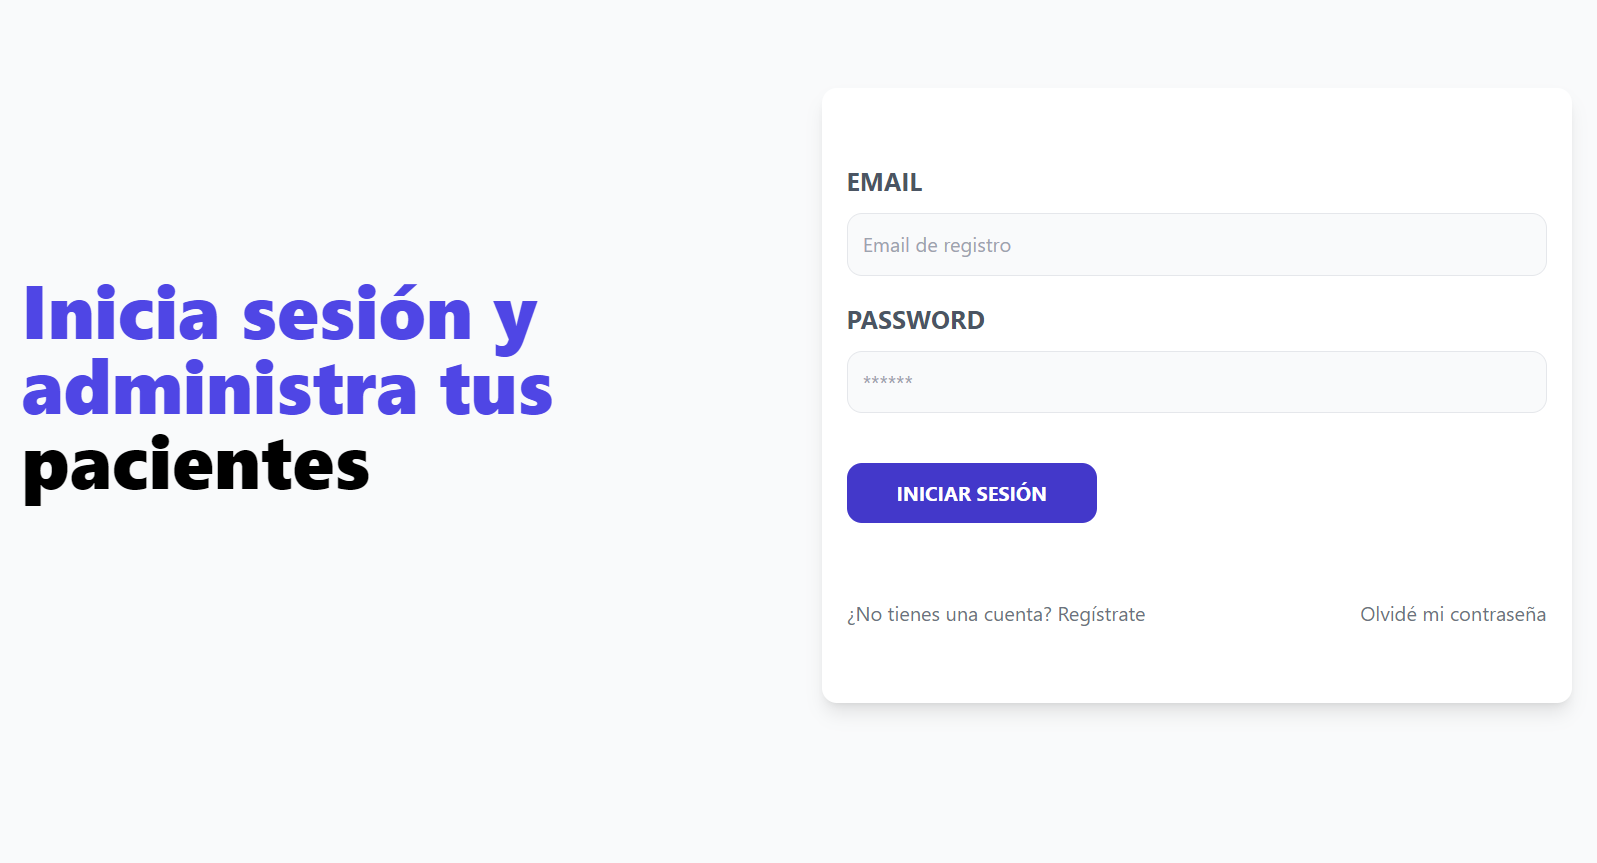 Inicia sesión y
administra tus
pacientes
EMAIL
Email de registro
PASSWORD
******
INICIAR SESIÓN
¿No tienes una cuenta? Regístrate
Olvidé mi contraseña